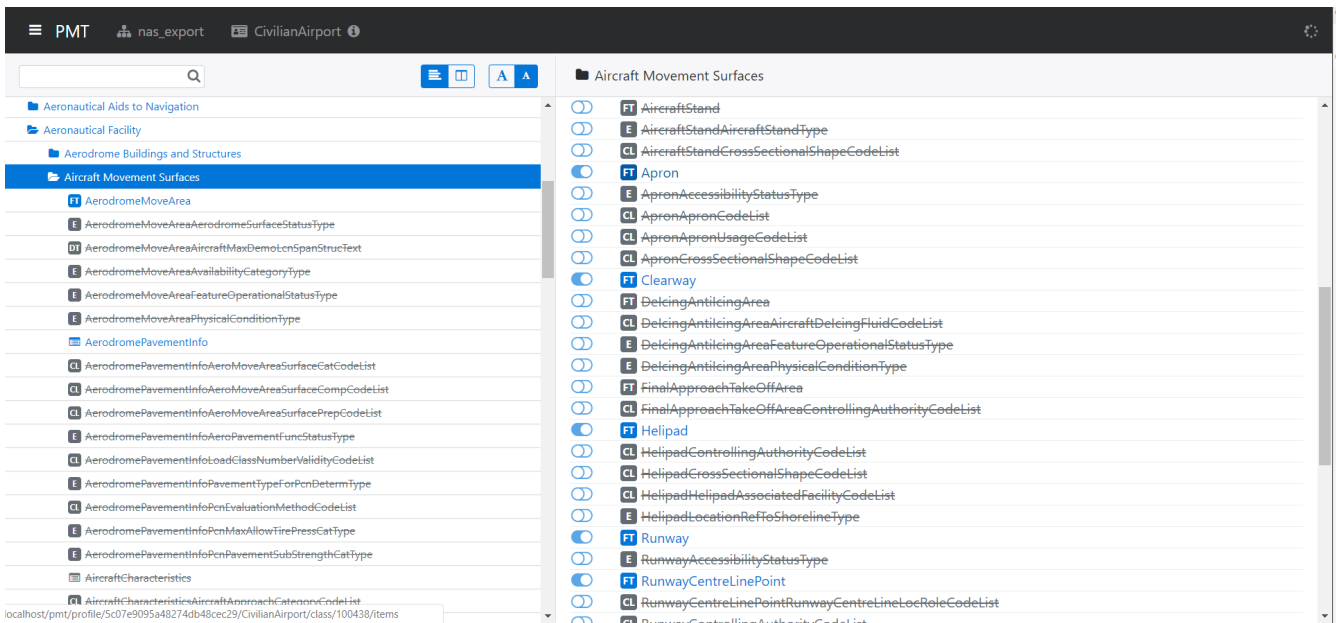 PMT nas_export CivilianAirport
A A
Aircraft Movement Surfaces
Aeronautical Aids to Navigation
Aeronautical Facility
Aerodrome Buildings and Structures
Aircraft Movement Surfaces
FT AerodromeMoveArea
E AerodromeMoveAreaAerodromeSurfaceStatusType
DT AerodromeMoveAreaAircraftMaxDemoLcnSpanStrucText
E AerodromeMoveAreaAvailabilityCategoryType
E AerodromeMoveAreaFeatureOperationalStatusType
E AerodromeMoveAreaPhysicalConditionType
AerodromePavementInfo
CL AerodromePavementInfoAeroMoveAreaSurfaceCatCodeList
CL AerodromePavementInfoAeroMoveAreaSurfaceCompCodeList
CL AerodromePavementInfoAeroMoveAreaSurfacePrepCodeList
E AerodromePavementInfoAeroPavementFuncStatusType
CL AerodromePavementInfoLoadClassNumberValidityCodeList
E AerodromePavementInfoPavementTypeForPcnDetermType
CL AerodromePavementInfoPcnEvaluationMethodCodeList
E AerodromePavementInfoPcnMaxAllowTirePressCatType
E AerodromePavementInfoPcnPavementSubStrengthCatType
AircraftCharacteristics
CL AircraftCharacteristicsAircraftApproachCategoryCodeList
localhost/pmt/profile/5c07e9095a48274db48cec29/CivilianAirport/class/100438/items
FT AircraftStand
E AircraftStandAircraftStandType
CL AircraftStandCrossSectionalShapeCodeList
FT Apron
E ApronAccessibilityStatusType
CL ApronApronCodeList
CL ApronApronUsageCodeList
CL ApronCrossSectionalShapeCodeList
FT Clearway
FT DeIcingAntiIcingArea
CL DeIcingAntiIcingAreaAircraftDeIcingFluidCodeList
E DeIcingAntiIcingAreaFeatureOperationalStatusType
E DeIcingAntiIcingAreaPhysicalConditionType
FT FinalApproachTakeOffArea
CL FinalApproachTakeOffAreaControllingAuthorityCodeList
FT Helipad
CL HelipadControllingAuthorityCodeList
CL HelipadCrossSectionalShapeCodeList
CL HelipadHelipadAssociatedFacilityCodeList
E HelipadLocationRefToShorelineType
FT Runway
E RunwayAccessibilityStatusType
FT RunwayCentreLinePoint
CL RunwayCentreLinePointRunwayCentreLineLocRoleCodeList
CL RunwayControllingAuthorityCodeList